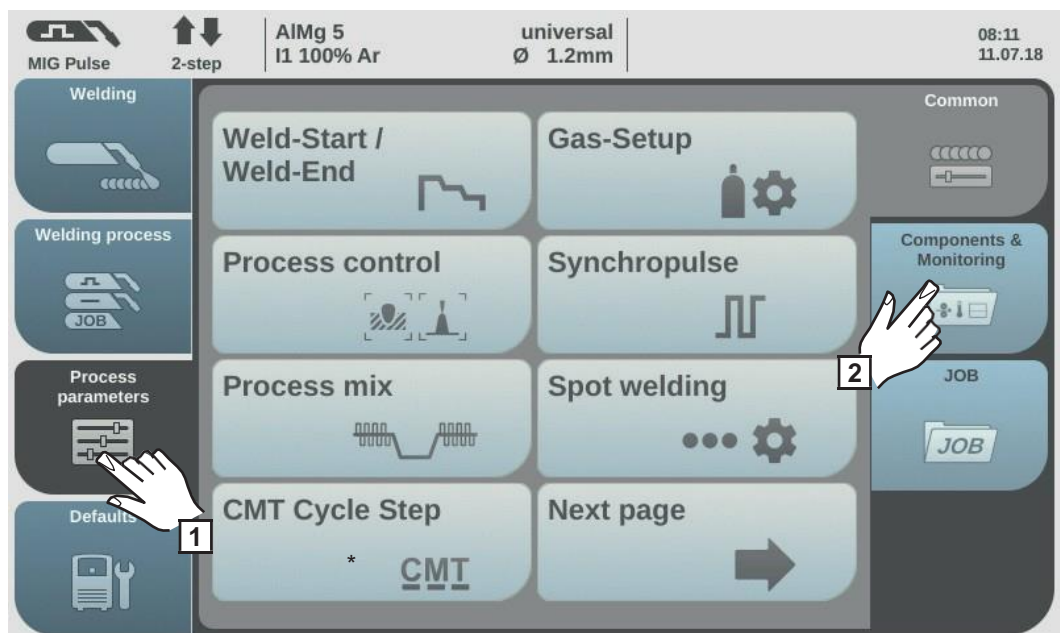 MIG Pulse
2-step
AlMg 5
I1 100% Ar
universal
Ø 1.2mm
08:11
11.07.18
Welding
Welding process
JOB
Process
parameters
1
Defaults
Weld-Start /
Weld-End
Gas-Setup
Process control
Synchropulse
Process mix
Spot welding
CMT Cycle Step
* CMT
Next page
Common
Components &
Monitoring
2
JOB
JOB